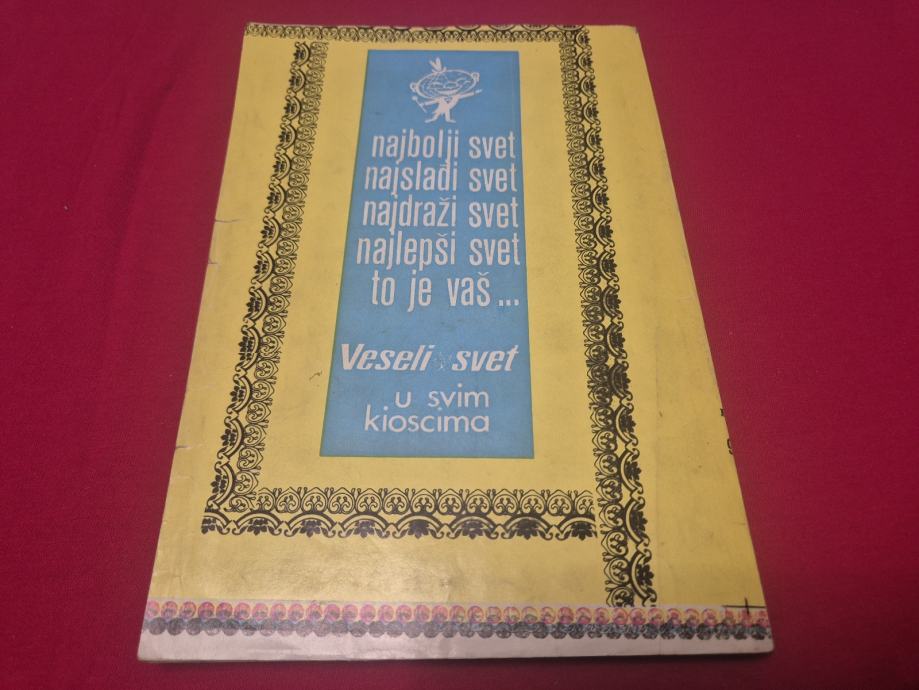 najbolji svet
najslađi svet
najdraži svet
najlepši svet
to je vaš ...
Veseli svet
u svim
kioscima